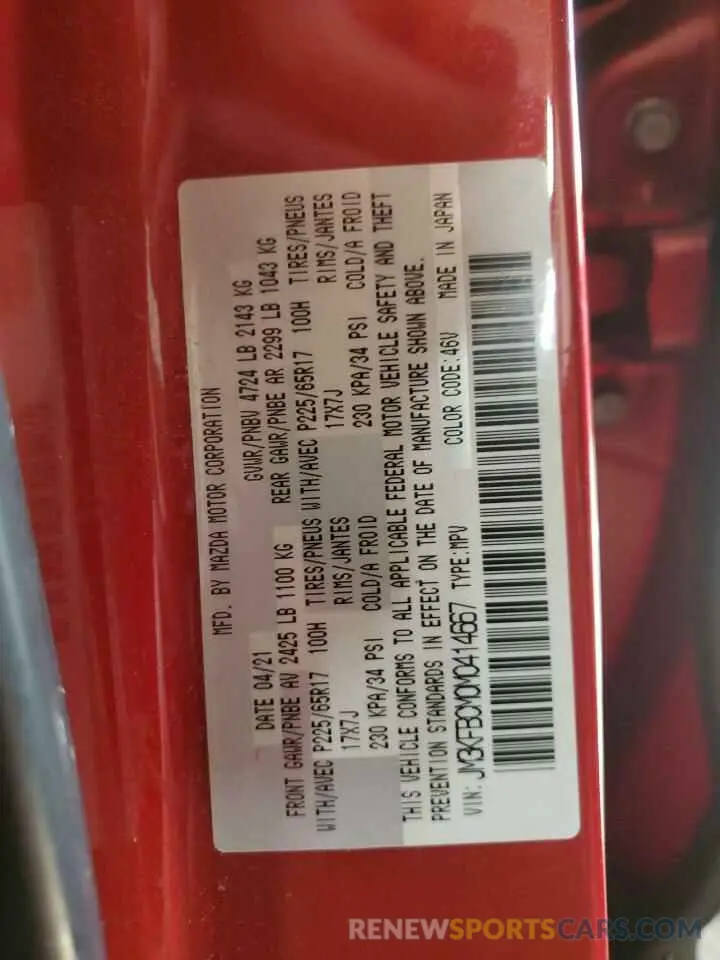 MFD. BY MAZDA MOTOR CORPORATION
DATE 04/21 GVWR/PNBV 4724 LB 2143 KG
FRONT GAWR/PNBE AV 2425 LB 1100 KG REAR GAWR/PNBE AR 2299 LB 1043 KG
WITH/AVEC P225/65R17 100H TIRES/PNEUS WITH/AVEC P225/65R17 100H TIRES/PNEUS
17X7J RIMS/JANTES 17X7J RIMS/JANTES
230 KPA/34 PSI COLD/A FROID 230 KPA/34 PSI COLD/A FROID
THIS VEHICLE CONFORMS TO ALL APPLICABLE FEDERAL MOTOR VEHICLE SAFETY AND THEFT
PREVENTION STANDARDS IN EFFECT ON THE DATE OF MANUFACTURE SHOWN ABOVE.
VIN: JM3KFBCM0M0414667 TYPE:MPV COLOR CODE:46V MADE IN JAPAN
RENEWSPORTSCARS.COM